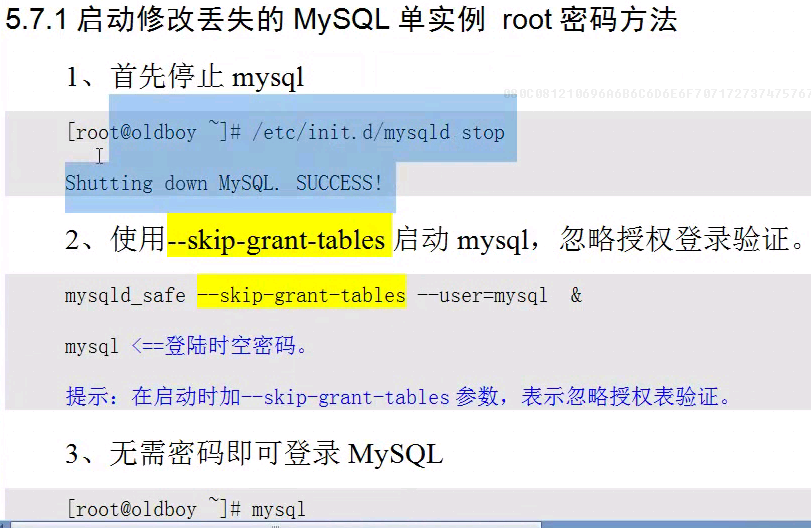 5.7.1 启动修改丢失的 MySQL 单实例 root 密码方法
1、首先停止 mysql
[root@oldboy ~]# /etc/init.d/mysqld stop
Shutting down MySQL. SUCCESS!
2、使用--skip-grant-tables 启动 mysql，忽略授权登录验证。
mysqld_safe --skip-grant-tables --user=mysql &
mysql <==登陆时空密码。
提示：在启动时加--skip-grant-tables 参数，表示忽略授权表验证。
3、无需密码即可登录 MySQL
[root@oldboy ~]# mysql